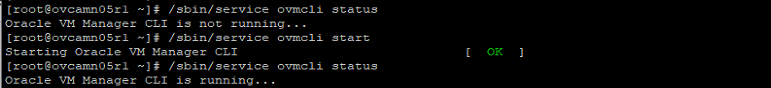 [root@ovcamn05r1 ~]# /sbin/service ovmcli status
Oracle VM Manager CLI is not running...
[root@ovcamn05r1 ~]# /sbin/service ovmcli start
Starting Oracle VM Manager CLI                             [  OK  ]
[root@ovcamn05r1 ~]# /sbin/service ovmcli status
Oracle VM Manager CLI is running...